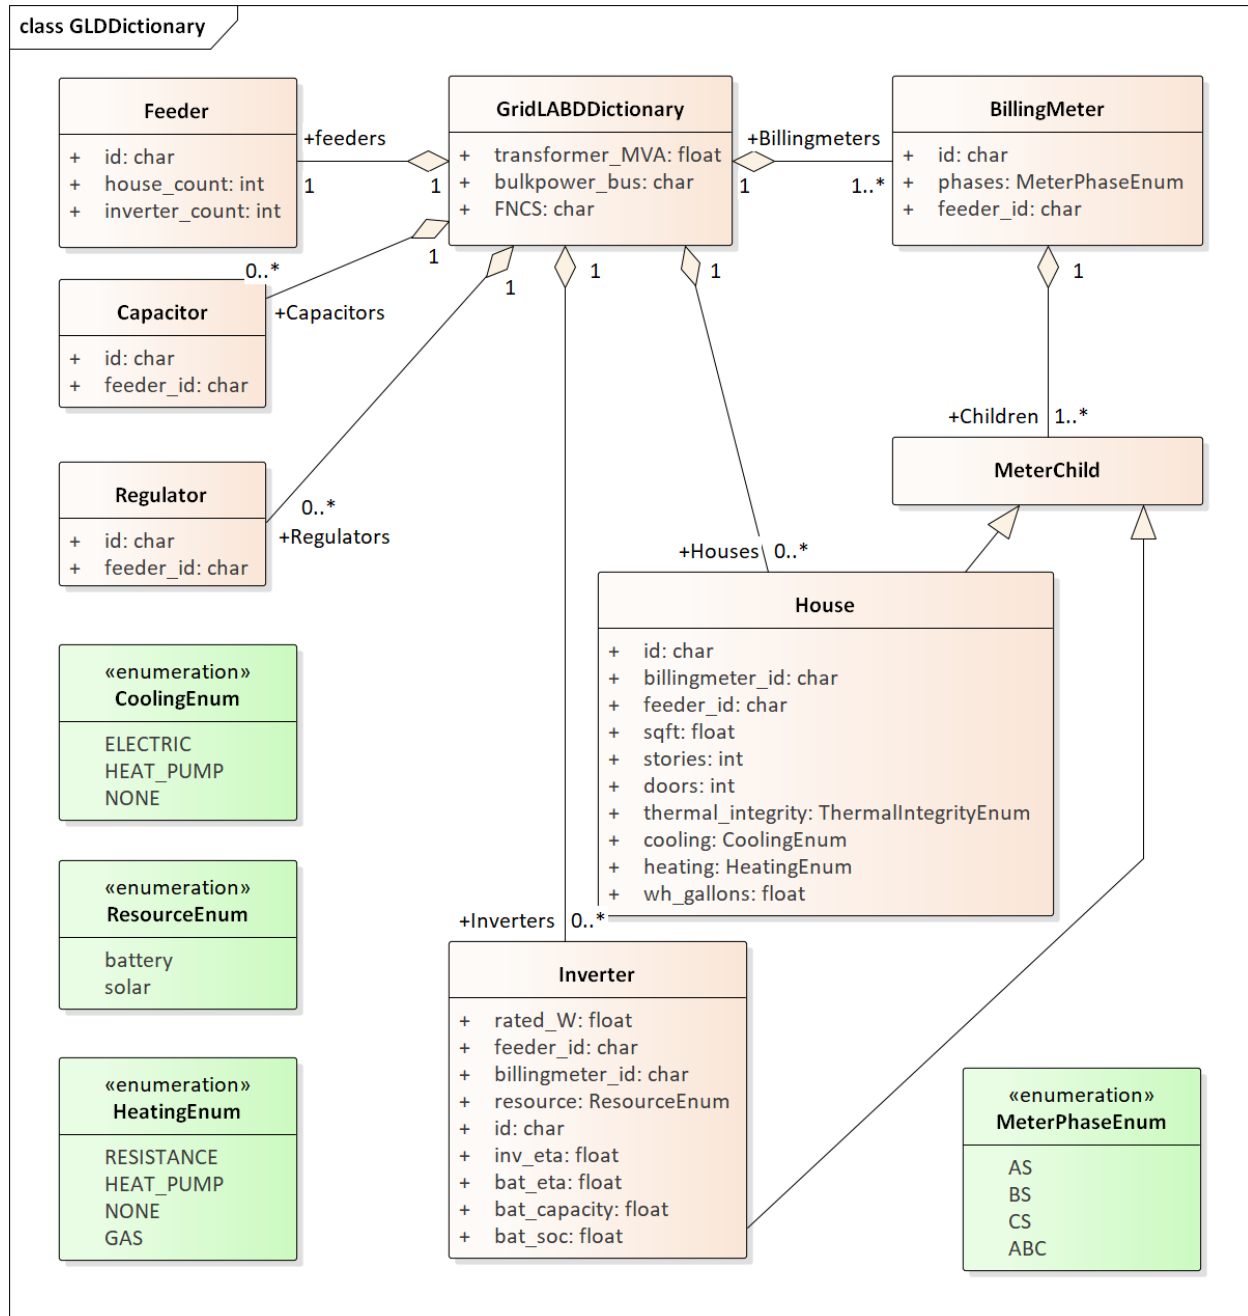 class GLDDictionary
Feeder
+ id: char
+ house_count: int
+ inverter_count: int
+feeders
1
1
GridLABDDictionary
+ transformer_MVA: float
+ bulkpower_bus: char
+ FNCS: char
+Billingmeters
1
1..*
BillingMeter
+ id: char
+ phases: MeterPhaseEnum
+ feeder_id: char
1
0..*
+Capacitors
1
1
1
1
Capacitor
+ id: char
+ feeder_id: char
+Children 1..*
MeterChild
Regulator
+ id: char
+ feeder_id: char
0..*
+Regulators
+Houses 0..*
House
+ id: char
+ billingmeter_id: char
+ feeder_id: char
+ sqft: float
+ stories: int
+ doors: int
+ thermal_integrity: ThermalIntegrityEnum
+ cooling: CoolingEnum
+ heating: HeatingEnum
+ wh_gallons: float
«enumeration»
CoolingEnum
ELECTRIC
HEAT_PUMP
NONE
«enumeration»
ResourceEnum
battery
solar
+Inverters 0..*
Inverter
+ rated_W: float
+ feeder_id: char
+ billingmeter_id: char
+ resource: ResourceEnum
+ id: char
+ inv_eta: float
+ bat_eta: float
+ bat_capacity: float
+ bat_soc: float
«enumeration»
HeatingEnum
RESISTANCE
HEAT_PUMP
NONE
GAS
«enumeration»
MeterPhaseEnum
AS
BS
CS
ABC